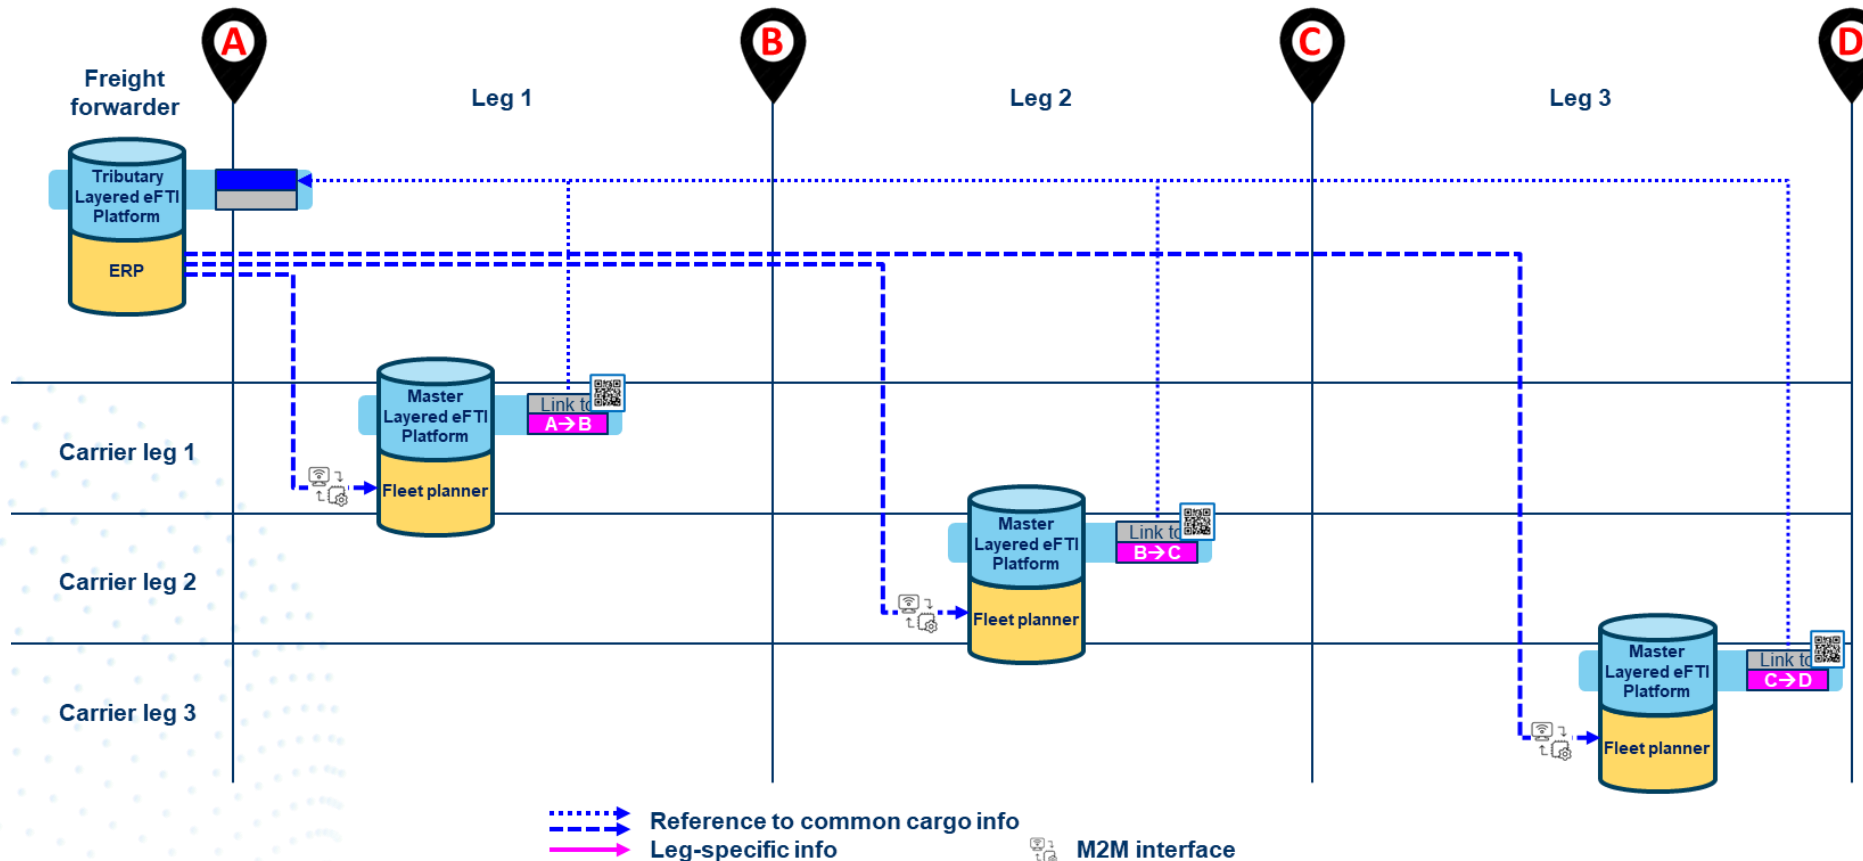 A
B
C
D
Freight
forwarder
Leg 1
Leg 2
Leg 3
Tributary
Layered eFTI
Platform
ERP
Master
Layered eFTI
Platform
Fleet planner
Link to
A→B
Carrier leg 1
Master
Layered eFTI
Platform
Fleet planner
Link to
B→C
Carrier leg 2
Master
Layered eFTI
Platform
Fleet planner
Link to
C→D
Carrier leg 3
Reference to common cargo info
Leg-specific info
M2M interface